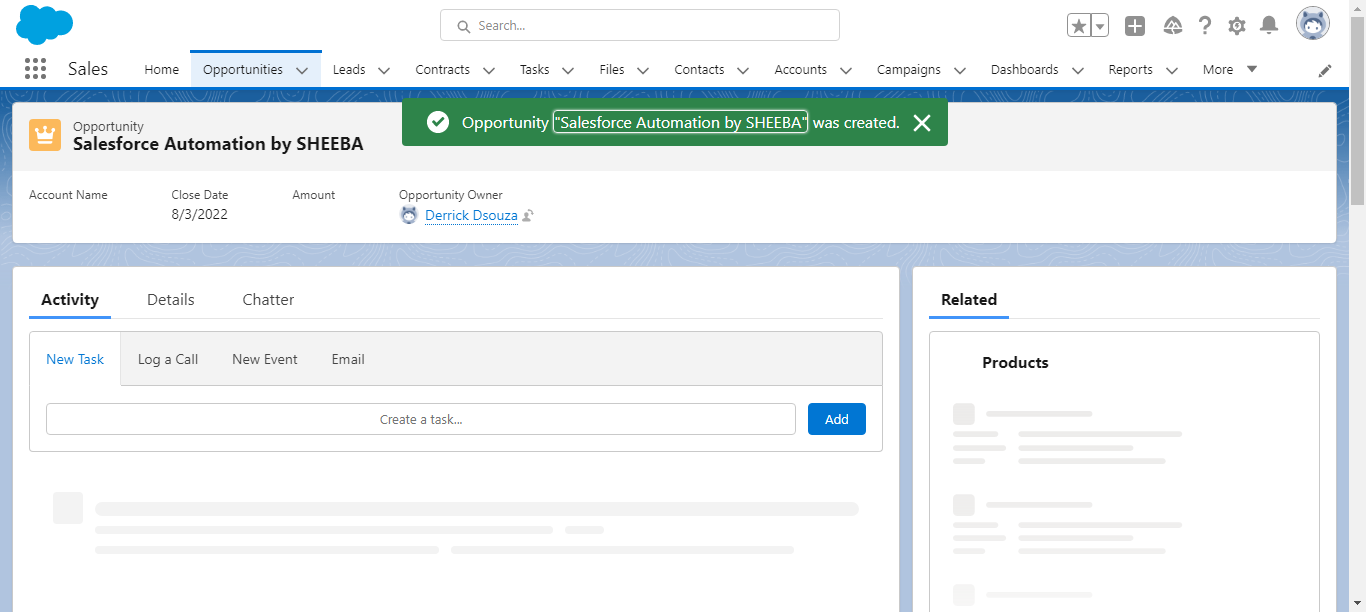 Search...
Sales Home Opportunities Leads Contracts Tasks Files Contacts Accounts Campaigns Dashboards Reports More
Opportunity "Salesforce Automation by SHEEBA" was created.
Opportunity
Salesforce Automation by SHEEBA
Account Name Close Date Amount Opportunity Owner
8/3/2022 Derrick Dsouza
Activity Details Chatter
Related
New Task Log a Call New Event Email
Products
Create a task... Add